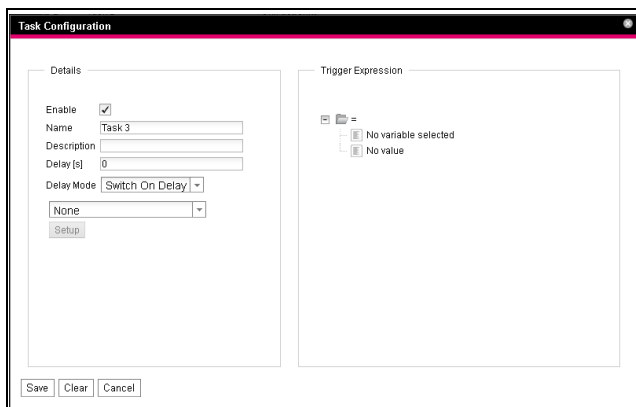 Task Configuration
Details
Enable
Name Task 3
Description
Delay [s] 0
Delay Mode Switch On Delay
None
Setup
Trigger Expression
=
No variable selected
No value
Save Clear Cancel